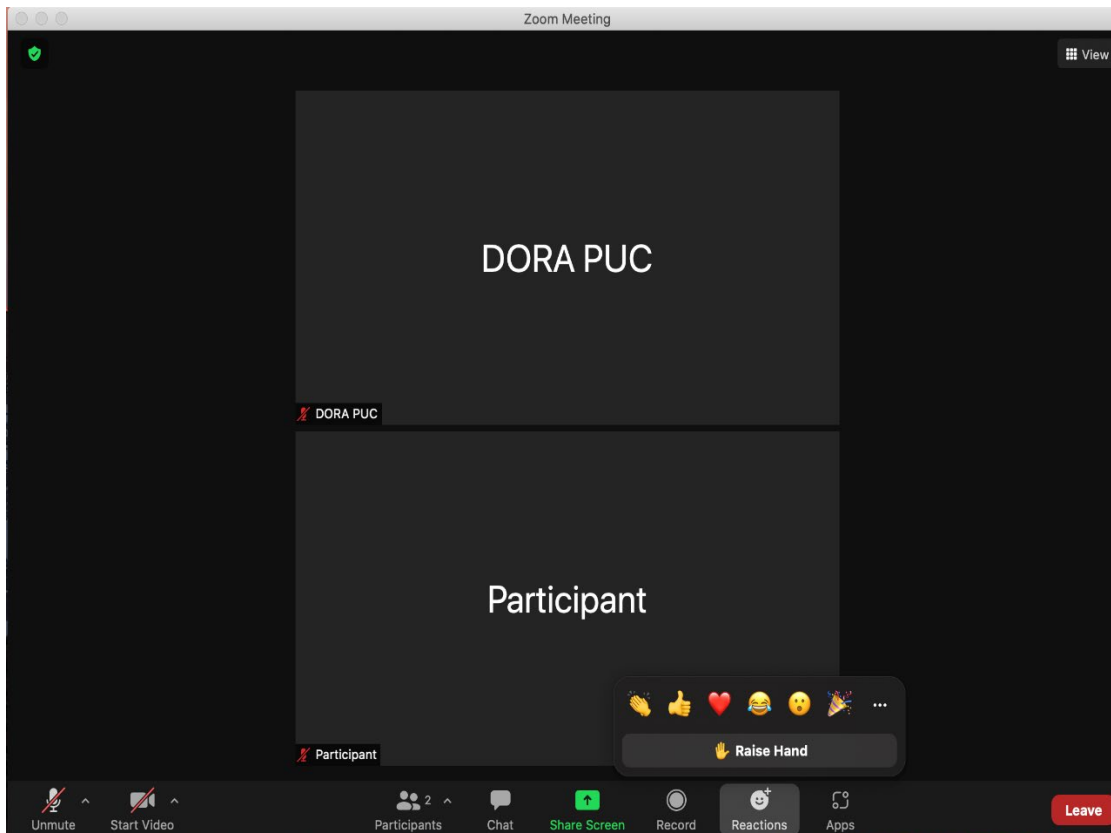 Zoom Meeting
View
DORA PUC
DORA PUC
Participant
Raise Hand
Participant
2
Unmute Start Video Participants Chat Share Screen Record Reactions Apps Leave